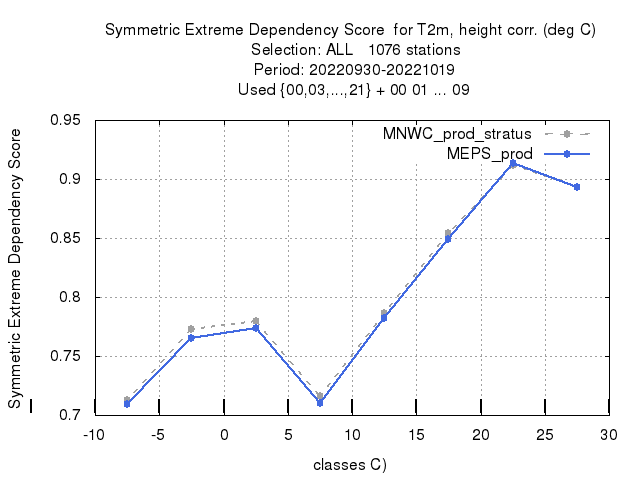 Symmetric Extreme Dependency Score  for T2m, height corr. (deg C)
Selection: ALL   1076 stations
Period: 20220930-20221019
Used {00,03,...,21} + 00 01 ... 09
Symmetric Extreme Dependency Score
0.95
0.9
0.85
0.8
0.75
0.7
MNWC_prod_stratus
MEPS_prod
-10 -5 0 5 10 15 20 25 30
classes C)